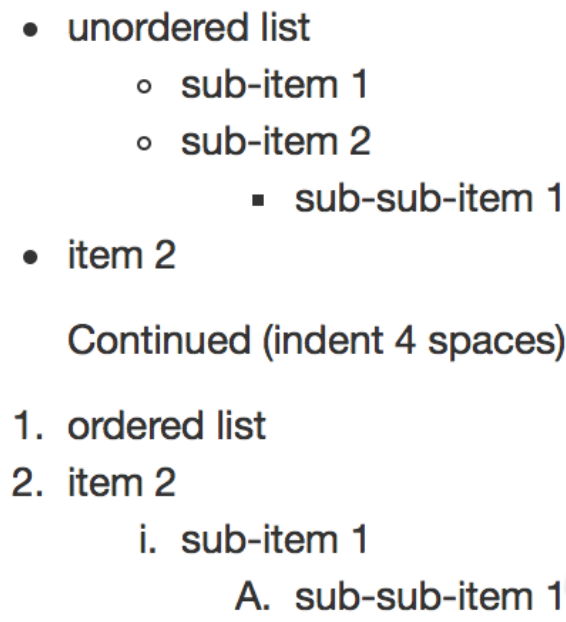 • unordered list
◦ sub-item 1
◦ sub-item 2
▪ sub-sub-item 1
• item 2
Continued (indent 4 spaces)
1. ordered list
2. item 2
i. sub-item 1
A. sub-sub-item 1